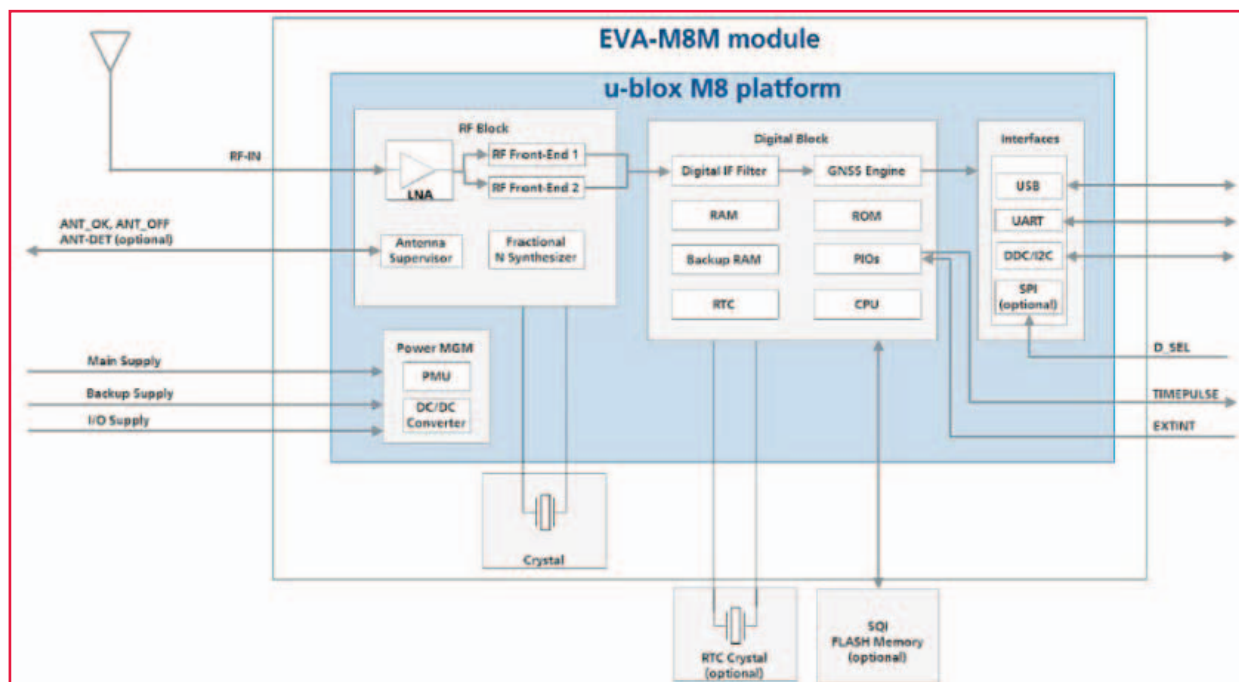 EVA-M8M module
u-blox M8 platform
RF Block
RF-IN
LNA
RF Front-End 1
RF Front-End 2
ANT_OK, ANT_OFF
ANT-DET (optional)
Antenna
Supervisor
Fractional
N Synthesizer
Digital Block
Digital IF Filter
GNSS Engine
RAM
ROM
Backup RAM
PIOs
RTC
CPU
Interfaces
USB
UART
DDC/I2C
SPI
(optional)
D_SEL
TIMEPULSE
EXTINT
Main Supply
Backup Supply
I/O Supply
Power MGM
PMU
DC/DC
Converter
Crystal
RTC Crystal
(optional)
SQI
FLASH Memory
(optional)